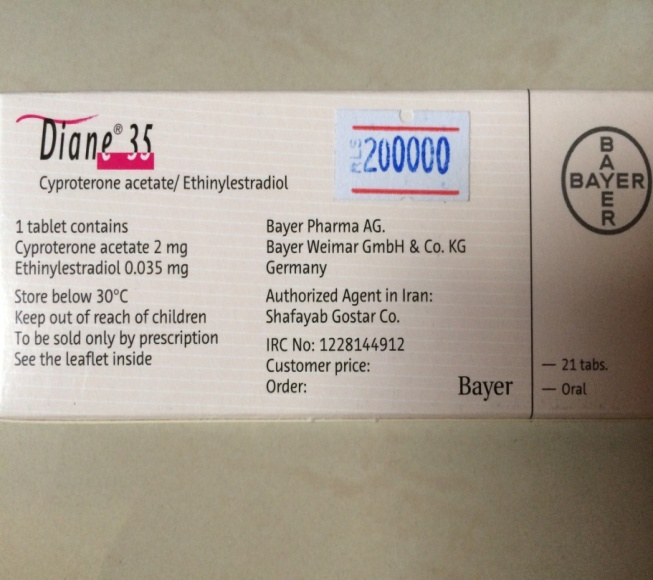 Diane® 35
RLS 200000
Cyproterone acetate/ Ethinylestradiol
1 tablet contains
Cyproterone acetate 2 mg
Ethinylestradiol 0.035 mg
Store below 30°C
Keep out of reach of children
To be sold only by prescription
See the leaflet inside
Bayer Pharma AG.
Bayer Weimar GmbH & Co. KG
Germany
Authorized Agent in Iran:
Shafayab Gostar Co.
IRC No: 1228144912
Customer price:
Order:
Bayer
BAYER
BAYER
— 21 tabs.
— Oral